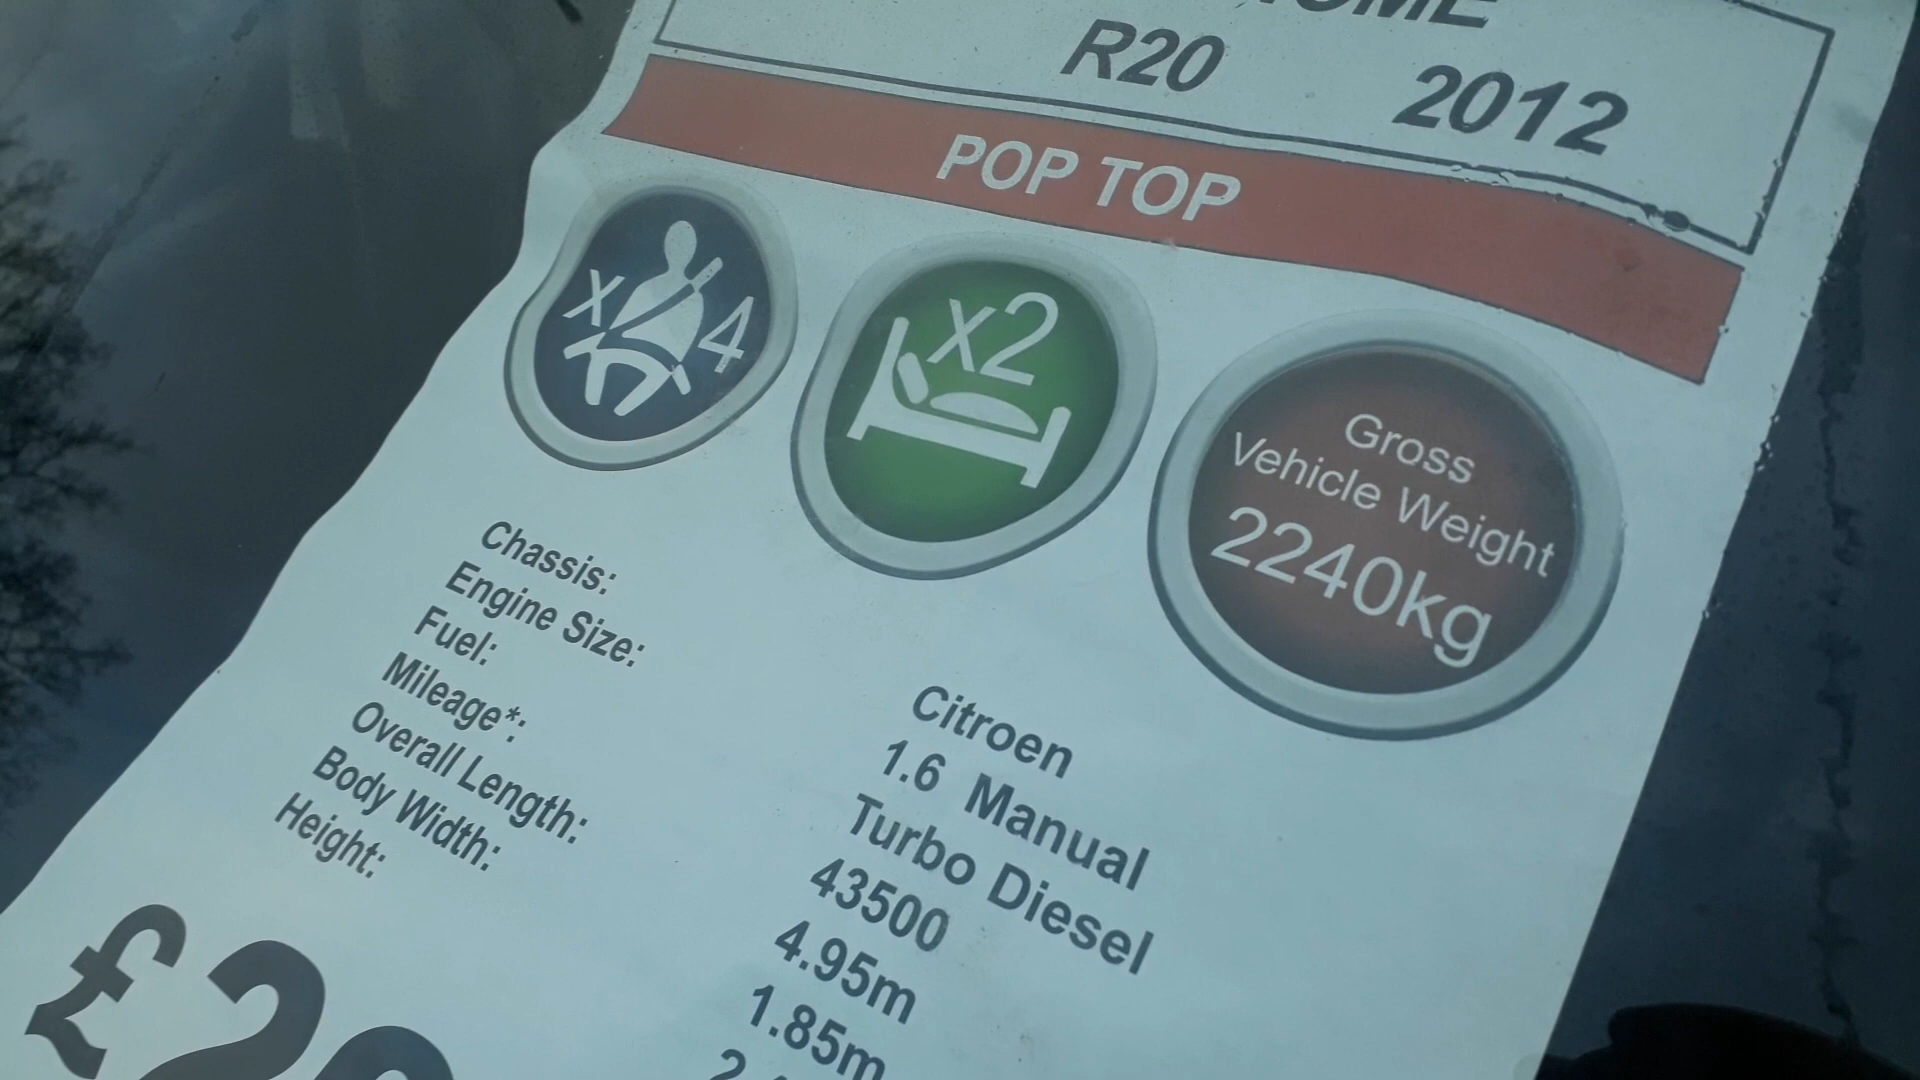 R20 2012
POP TOP
x4
x2
Gross
Vehicle Weight
2240kg
Chassis: Citroen
Engine Size: 1.6 Manual
Fuel: Turbo Diesel
Mileage*: 43500
Overall Length: 4.95m
Body Width: 1.85m
Height: